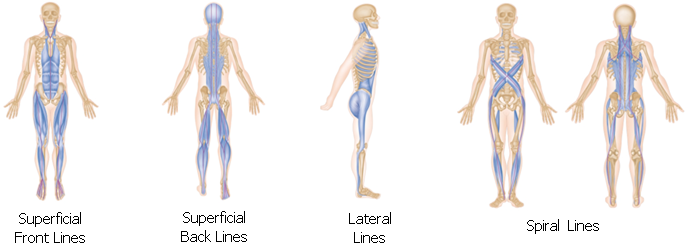 Superficial
Front Lines
Superficial
Back Lines
Lateral
Lines
Spiral Lines